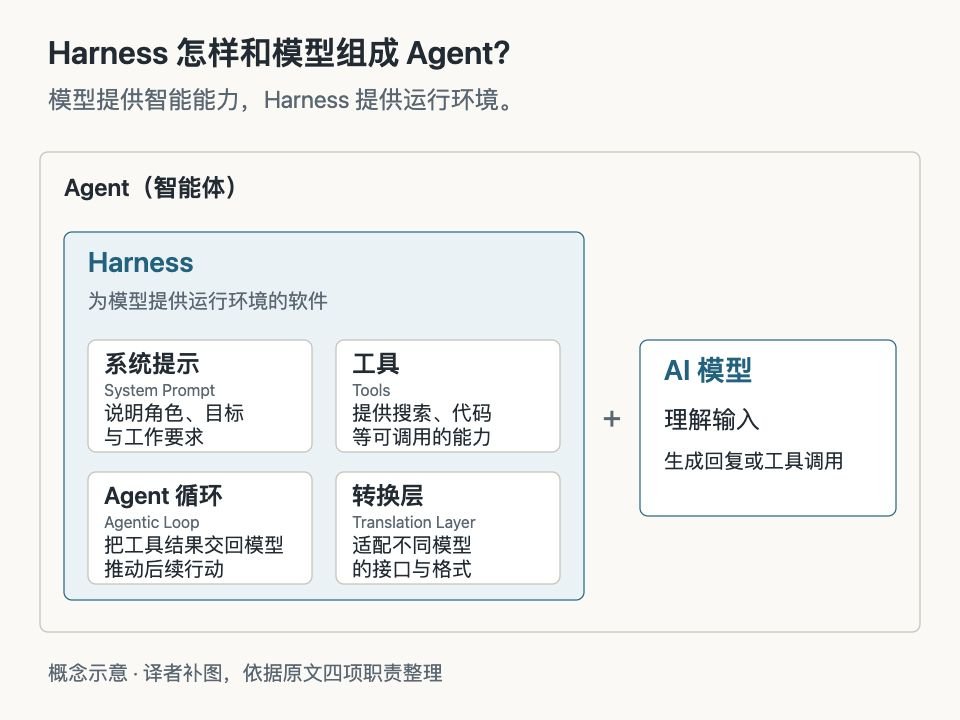 Harness 怎样和模型组成 Agent?
模型提供智能能力，Harness 提供运行环境。
Agent（智能体）
Harness
为模型提供运行环境的软件
系统提示
System Prompt
说明角色、目标
与工作要求
工具
Tools
提供搜索、代码
等可调用的能力
Agent 循环
Agentic Loop
把工具结果交回模型
推动后续行动
转换层
Translation Layer
适配不同模型
的接口与格式
+
AI 模型
理解输入
生成回复或工具调用
概念示意 · 译者补图，依据原文四项职责整理